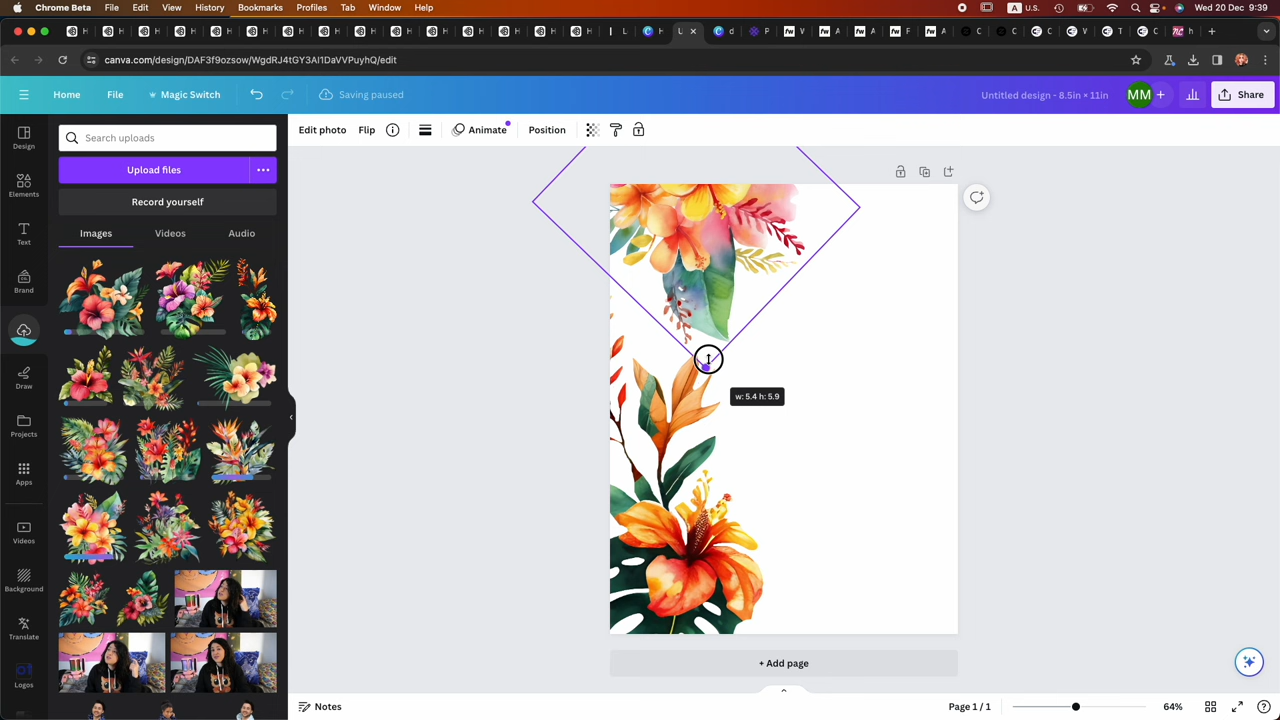 Chrome Beta File Edit View History Bookmarks Profiles Tab Window Help A U.S. Wed 20 Dec 9:39
canva.com/design/DAF3f9ozsow/WgdRJ4tGY3AI1DaVVPuyhQ/edit
Home File Magic Switch Saving paused Untitled design - 8.5in × 11in MM + Share
Edit photo Flip Animate Position
Design
Elements
Text
Brand
Draw
Projects
Apps
Videos
Background
Translate
Logos
Search uploads
Upload files
Record yourself
Images Videos Audio
w: 5.4 h: 5.9
+ Add page
Notes Page 1 / 1 64%